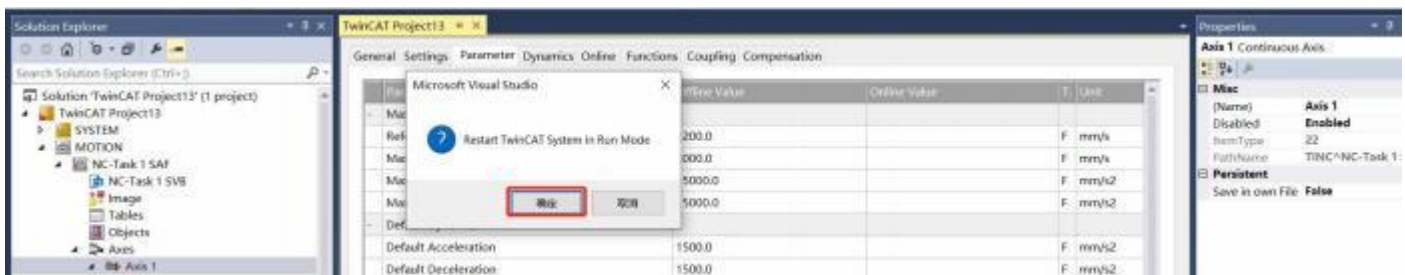 Solution Explorer
Search Solution Explorer (Ctrl+;)
Solution 'TwinCAT Project13' (1 project)
TwinCAT Project13
SYSTEM
MOTION
NC-Task 1 SAF
NC-Task 1 SVB
Image
Tables
Objects
Axes
Axis 1
TwinCAT Project13
General Settings Parameter Dynamics Online Functions Coupling Compensation
Offline Value Online Value T. Unit
Microsoft Visual Studio
Restart TwinCAT System in Run Mode
确定 取消
200.0 F mm/s
000.0 F mm/s
5000.0 F mm/s2
5000.0 F mm/s2
Default Acceleration 1500.0 F mm/s2
Default Deceleration 1500.0 F mm/s2
Properties
Axis 1 Continuous Axis
Misc
(Name) Axis 1
Disabled Enabled
ItemType 22
PathName TINC^NC-Task 1
Persistent
Save in own File False